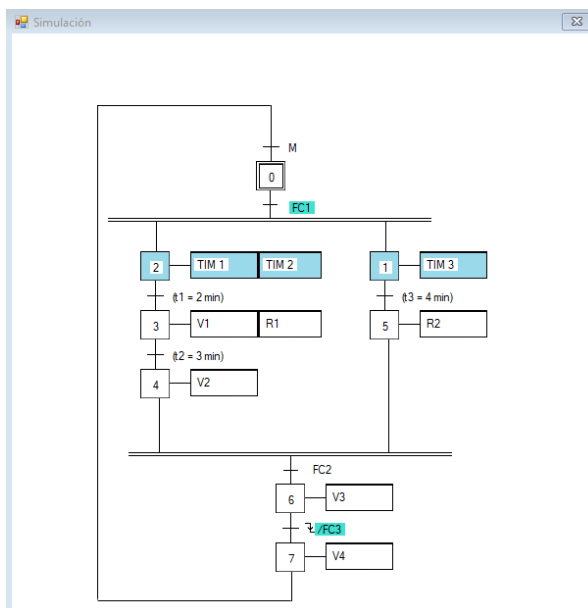 Simulación
M
0
FC1
2 TIM 1 TIM 2
1 TIM 3
(t1 = 2 min)
(t3 = 4 min)
3 V1 R1
5 R2
(t2 = 3 min)
4 V2
FC2
6 V3
/FC3
7 V4